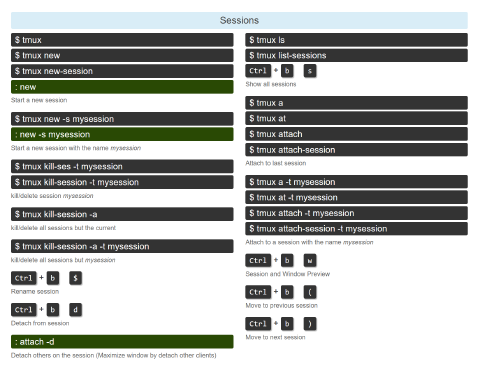 Sessions
$ tmux
$ tmux new
$ tmux new-session
: new
Start a new session
$ tmux new -s mysession
: new -s mysession
Start a new session with the name mysession
$ tmux kill-ses -t mysession
$ tmux kill-session -t mysession
kill/delete session mysession
$ tmux kill-session -a
kill/delete all sessions but the current
$ tmux kill-session -a -t mysession
kill/delete all sessions but mysession
Ctrl + b $
Rename session
Ctrl + b d
Detach from session
: attach -d
Detach others on the session (Maximize window by detach other clients)
$ tmux ls
$ tmux list-sessions
Ctrl + b s
Show all sessions
$ tmux a
$ tmux at
$ tmux attach
$ tmux attach-session
Attach to last session
$ tmux a -t mysession
$ tmux at -t mysession
$ tmux attach -t mysession
$ tmux attach-session -t mysession
Attach to a session with the name mysession
Ctrl + b w
Session and Window Preview
Ctrl + b (
Move to previous session
Ctrl + b )
Move to next session